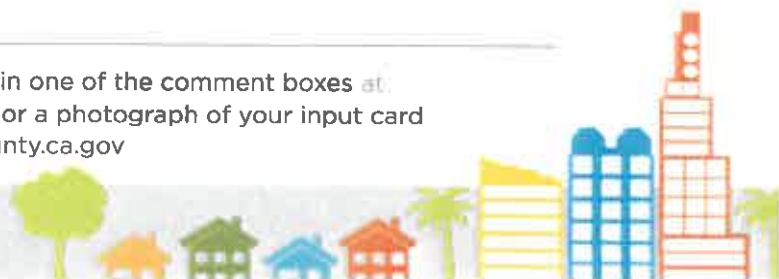 in one of the comment boxes at
or a photograph of your input card
nty.ca.gov